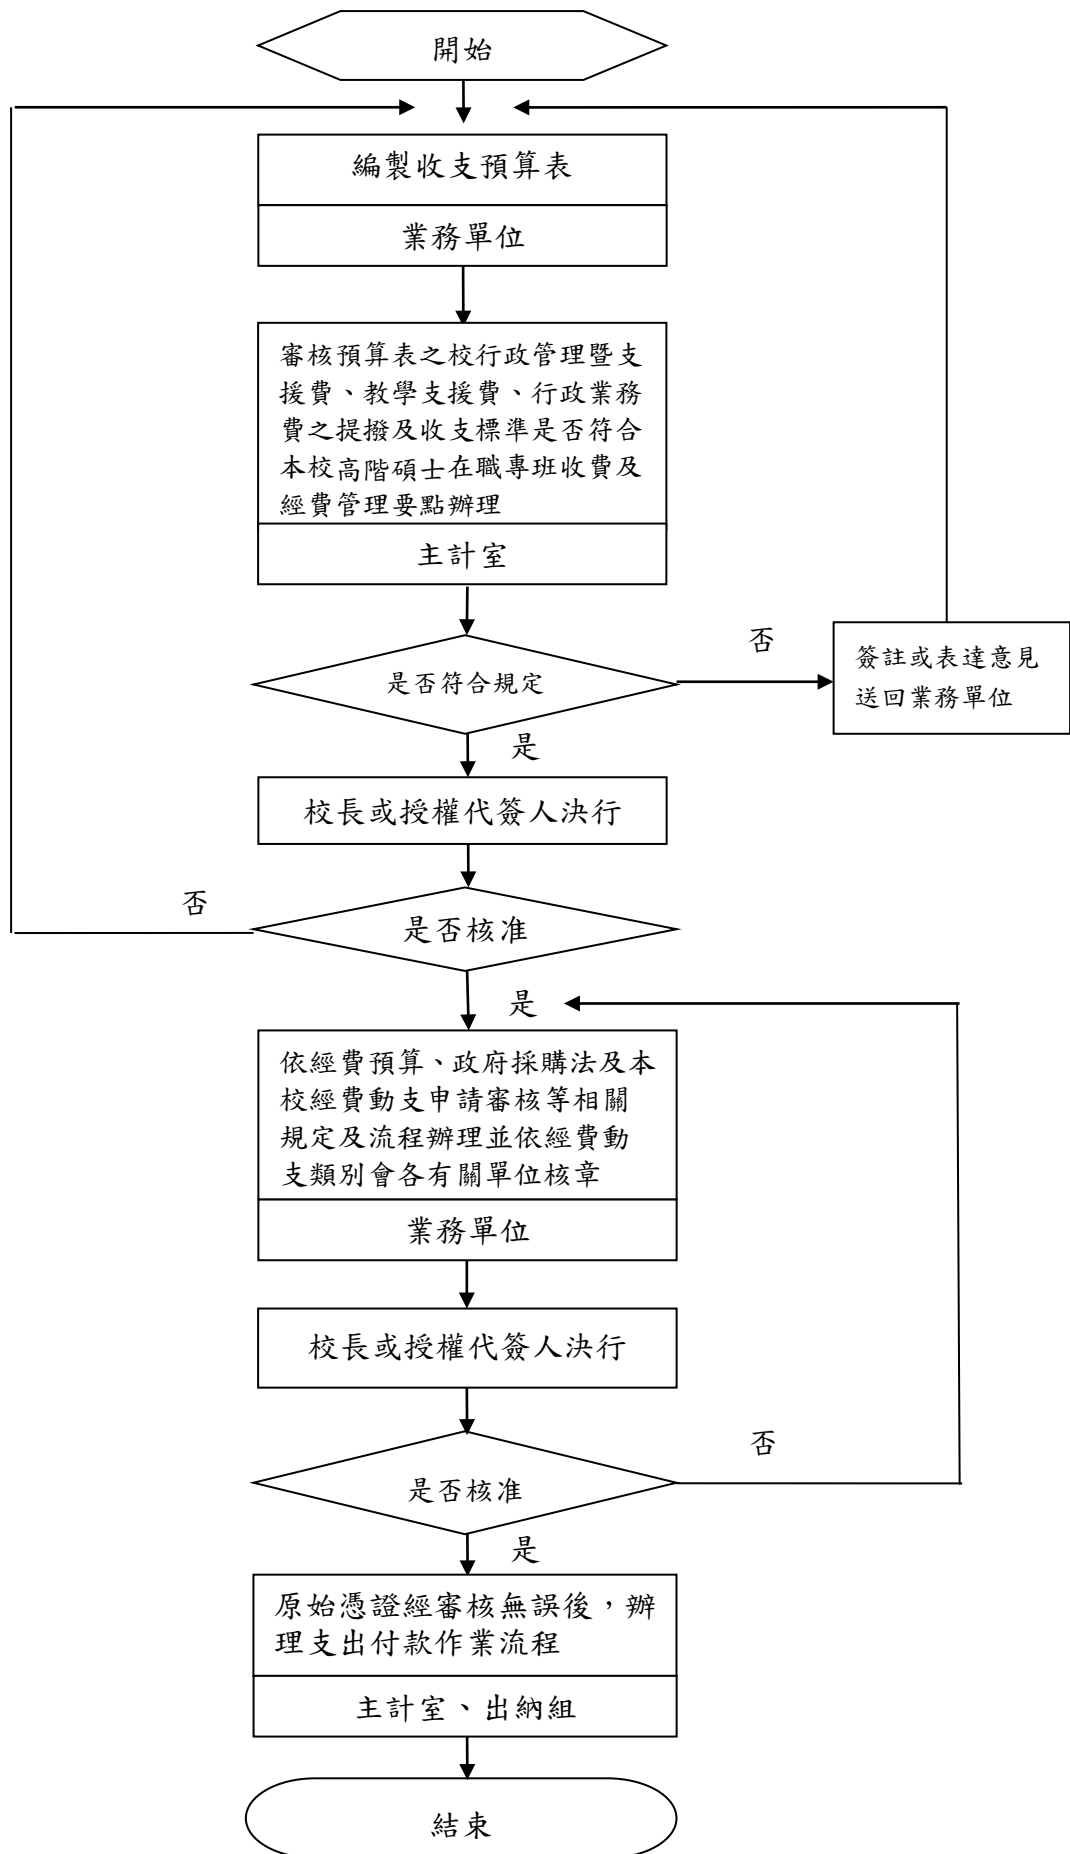 開始
編製收支預算表
業務單位
審核預算表之校行政管理暨支
援費、教學支援費、行政業務
費之提撥及收支標準是否符合
本校高階碩士在職專班收費及
經費管理要點辦理
主計室
是否符合規定
否
簽註或表達意見
送回業務單位
是
校長或授權代簽人決行
否
是否核准
是
依經費預算、政府採購法及本
校經費動支申請審核等相關
規定及流程辦理並依經費動
支類別會各有關單位核章
業務單位
校長或授權代簽人決行
否
是否核准
是
原始憑證經審核無誤後，辦
理支出付款作業流程
主計室、出納組
結束